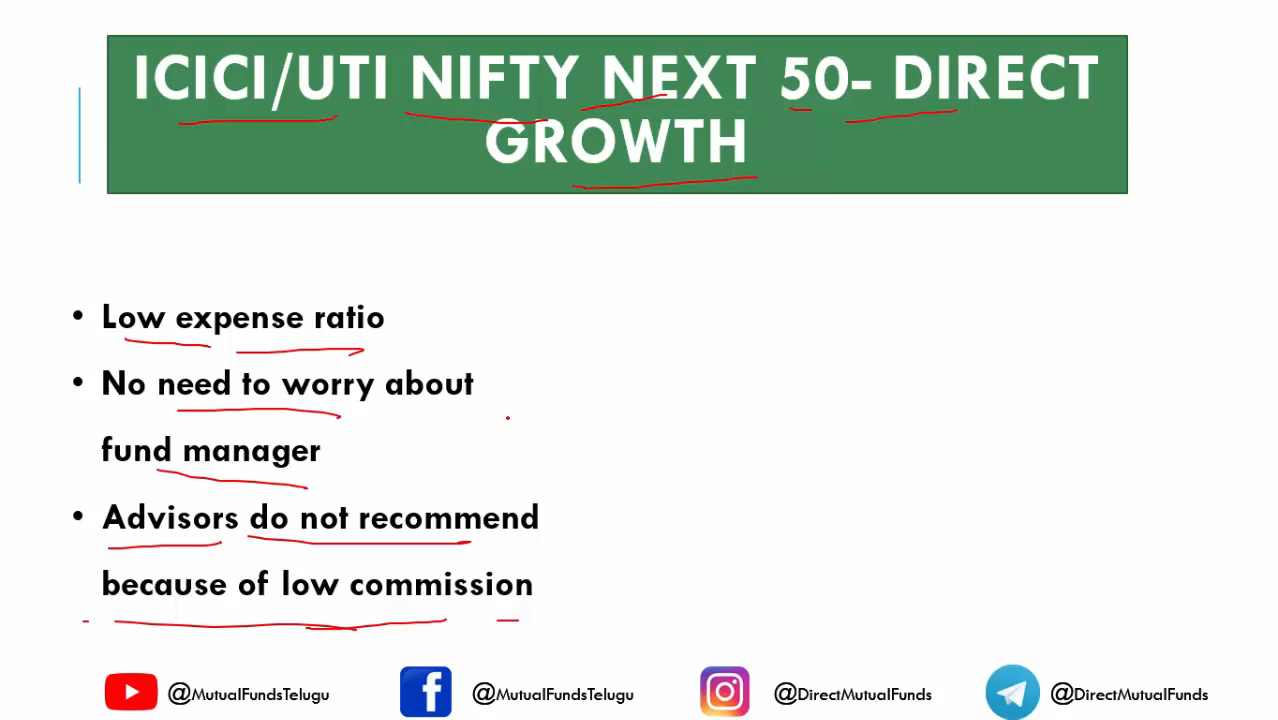 ICICI/UTI NIFTY NEXT 50- DIRECT
GROWTH
• Low expense ratio
• No need to worry about
fund manager
• Advisors do not recommend
because of low commission
@MutualFundsTelugu @MutualFundsTelugu @DirectMutualFunds @DirectMutualFunds